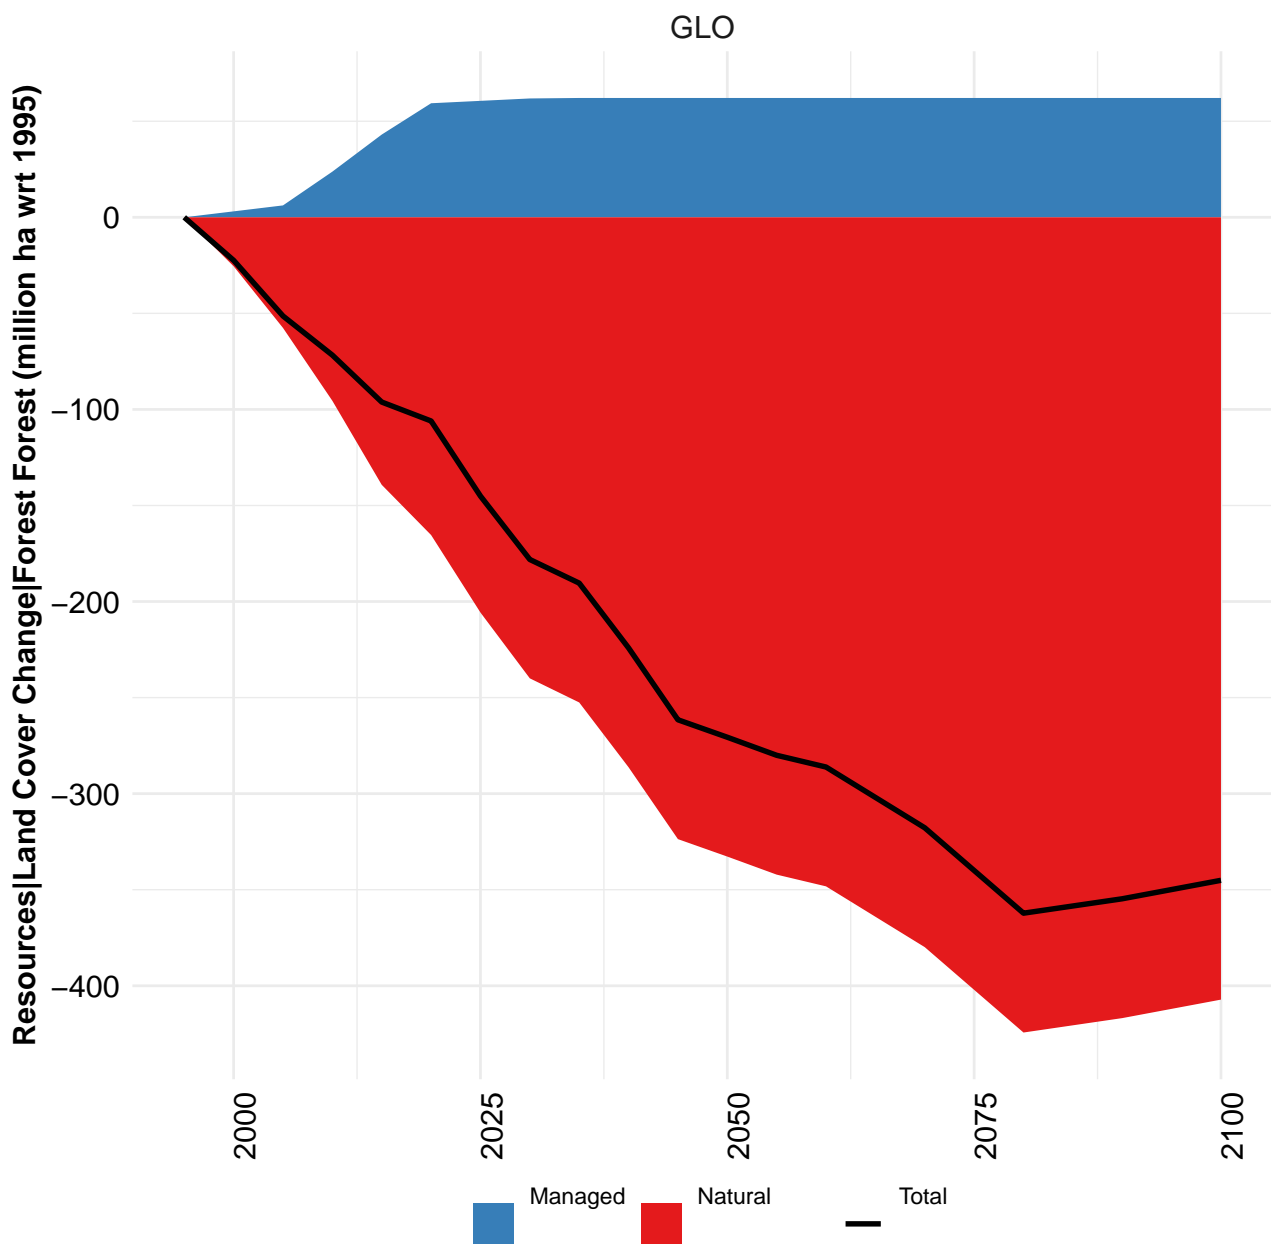 GLO
Resources|Land Cover Change|Forest Forest (million ha wrt 1995)
0
−100
−200
−300
−400
2000
2025
2050
2075
2100
Managed
Natural
Total